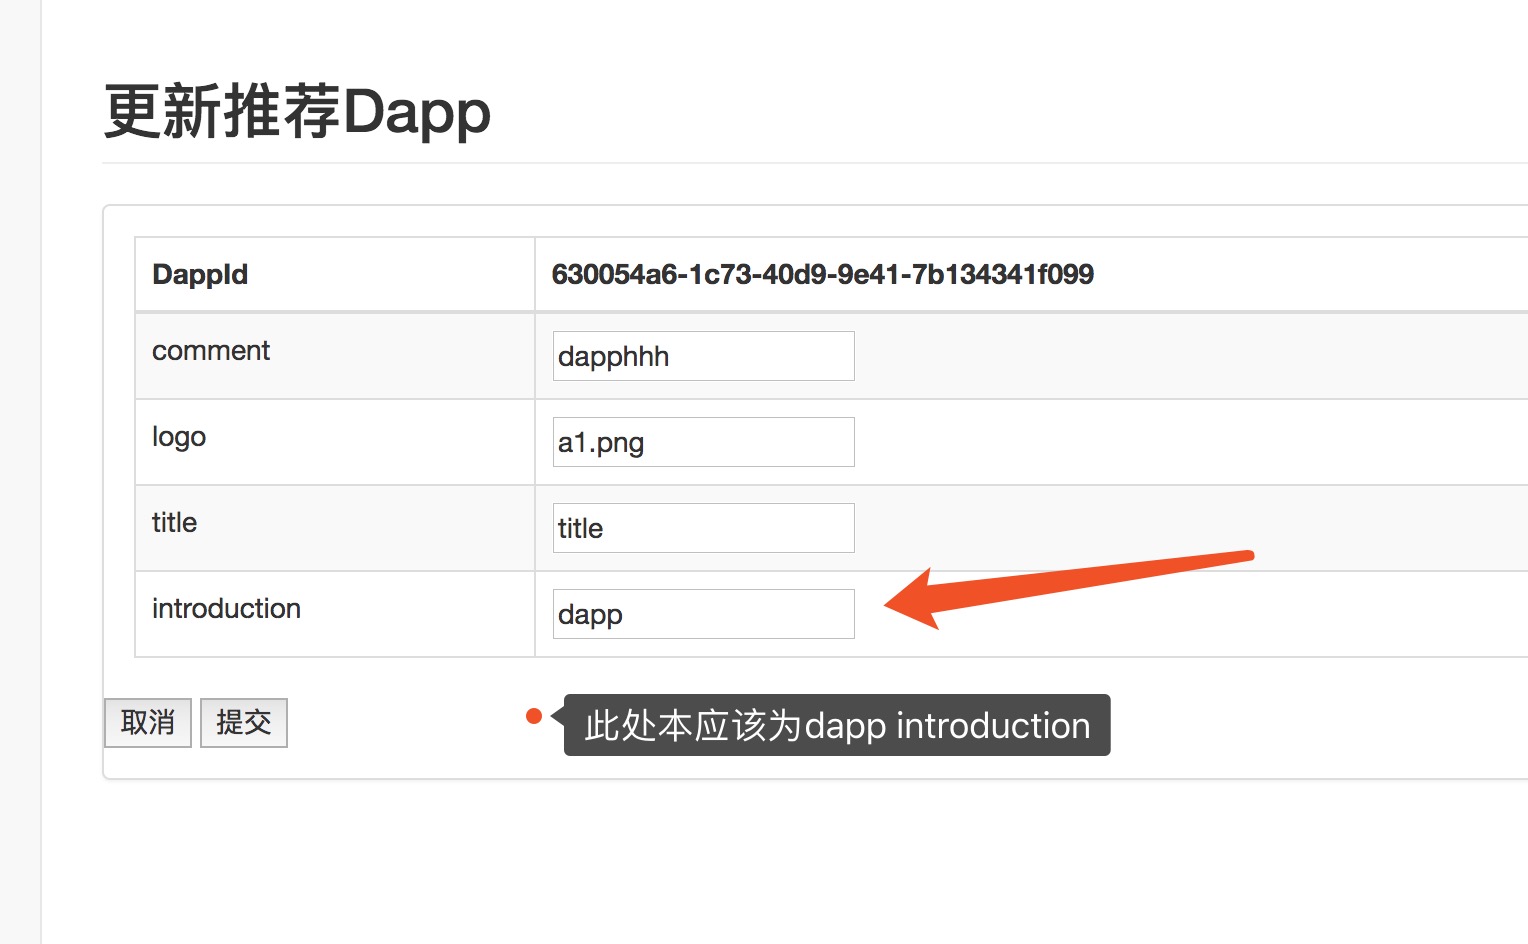 更新推荐Dapp
DappId 630054a6-1c73-40d9-9e41-7b134341f099
comment dapphhh
logo a1.png
title title
introduction dapp
取消 提交
此处本应该为dapp introduction